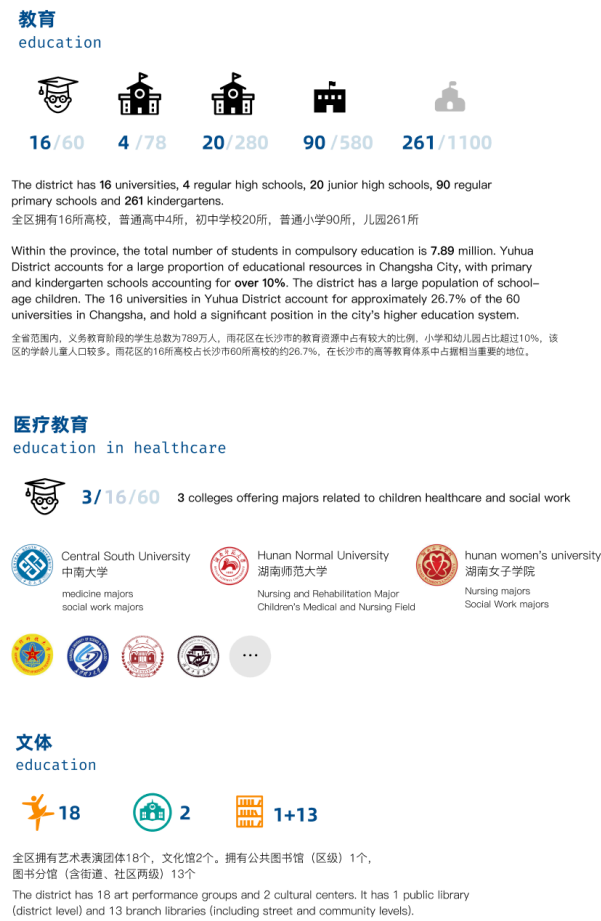 教育
education
16/60 4/78 20/280 90/580 261/1100
The district has 16 universities, 4 regular high schools, 20 junior high schools, 90 regular
primary schools and 261 kindergartens.
全区拥有16所高校，普通高中4所，初中学校20所，普通小学90所，儿园261所
Within the province, the total number of students in compulsory education is 7.89 million. Yuhua
District accounts for a large proportion of educational resources in Changsha City, with primary
and kindergarten schools accounting for over 10%. The district has a large population of school-
age children. The 16 universities in Yuhua District account for approximately 26.7% of the 60
universities in Changsha, and hold a significant position in the city's higher education system.
全省范围内，义务教育阶段的学生总数为789万人，雨花区在长沙市的教育资源中占有较大的比例，小学和幼儿园占比超过10%，该
区的学龄儿童人口较多。雨花区的16所高校占长沙市60所高校的约26.7%，在长沙市的高等教育体系中占据相当重要的地位。
医疗教育
education in healthcare
3/16/60 3 colleges offering majors related to children healthcare and social work
Central South University
中南大学
medicine majors
social work majors
Hunan Normal University
湖南师范大学
Nursing and Rehabilitation Major
Children's Medical and Nursing Field
hunan women's university
湖南女子学院
Nursing majors
Social Work majors
...
文体
education
18 2 1+13
全区拥有艺术表演团体18个，文化馆2个。拥有公共图书馆（区级）1个，
图书分馆（含街道、社区两级）13个
The district has 18 art performance groups and 2 cultural centers. It has 1 public library
(district level) and 13 branch libraries (including street and community levels).